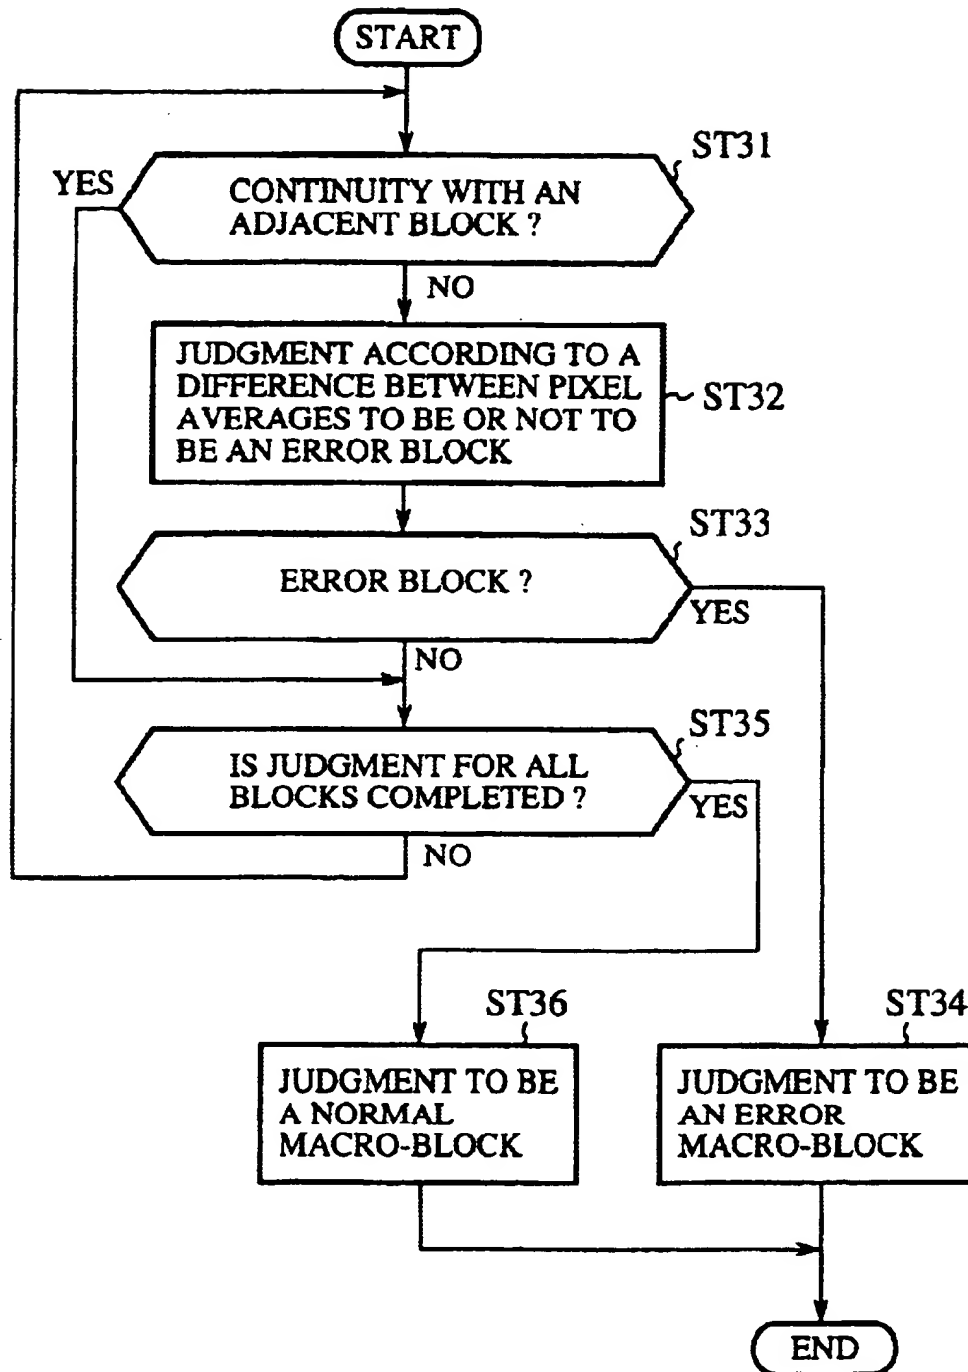 START
ST31
YES
CONTINUITY WITH AN
ADJACENT BLOCK ?
NO
JUDGMENT ACCORDING TO A
DIFFERENCE BETWEEN PIXEL
AVERAGES TO BE OR NOT TO
BE AN ERROR BLOCK
ST32
ST33
ERROR BLOCK ?
YES
NO
ST35
IS JUDGMENT FOR ALL
BLOCKS COMPLETED ?
YES
NO
ST36
JUDGMENT TO BE
A NORMAL
MACRO-BLOCK
ST34
JUDGMENT TO BE
AN ERROR
MACRO-BLOCK
END